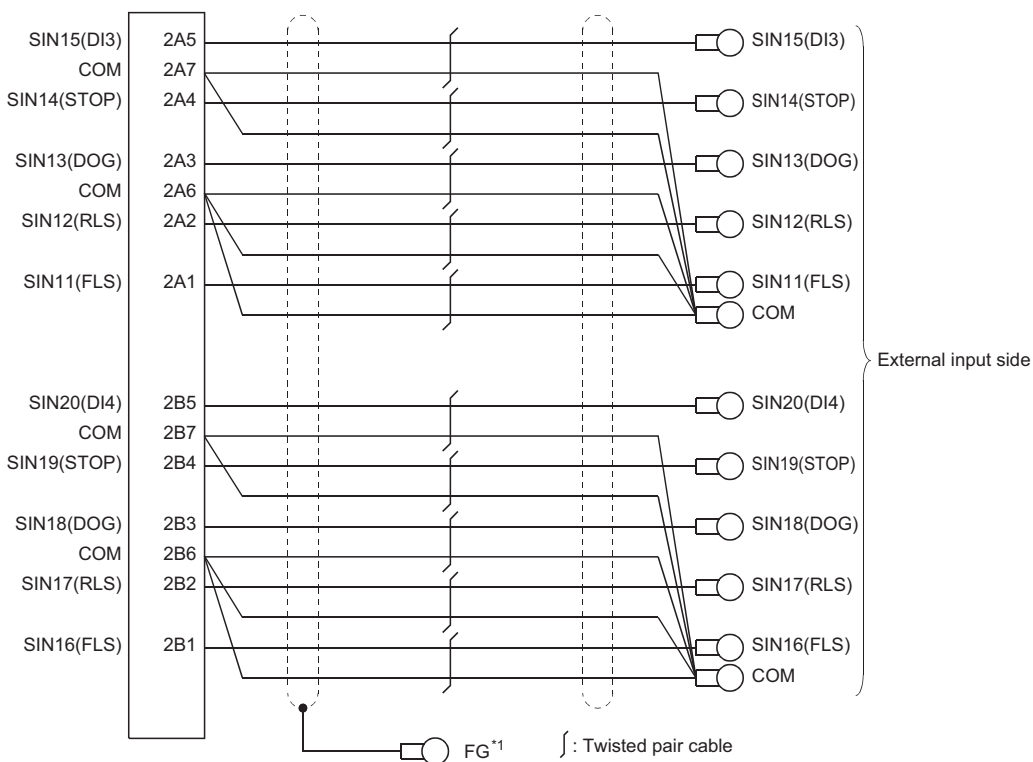 SIN15(DI3) 2A5 SIN15(DI3)
COM 2A7
SIN14(STOP) 2A4 SIN14(STOP)
SIN13(DOG) 2A3 SIN13(DOG)
COM 2A6
SIN12(RLS) 2A2 SIN12(RLS)
SIN11(FLS) 2A1 SIN11(FLS)
COM
External input side
SIN20(DI4) 2B5 SIN20(DI4)
COM 2B7
SIN19(STOP) 2B4 SIN19(STOP)
SIN18(DOG) 2B3 SIN18(DOG)
COM 2B6
SIN17(RLS) 2B2 SIN17(RLS)
SIN16(FLS) 2B1 SIN16(FLS)
COM
FG*1 : Twisted pair cable